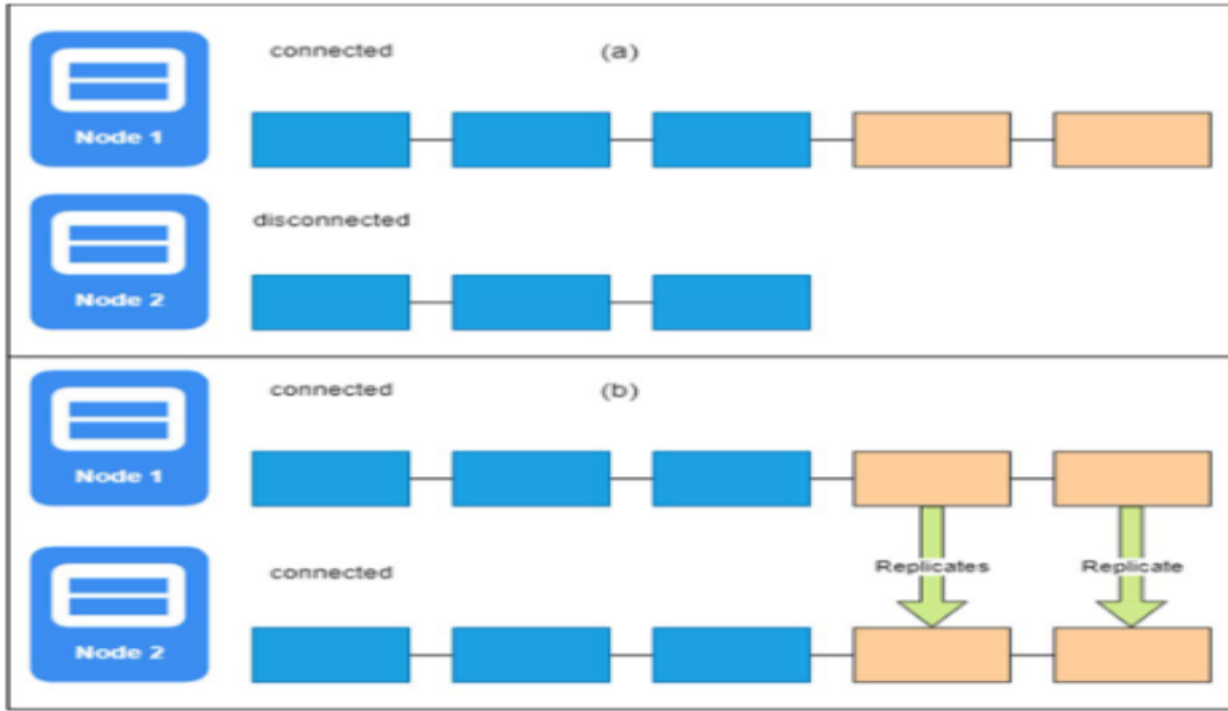 connected (a)
Node 1
disconnected
Node 2
connected (b)
Node 1
connected
Replicates Replicate
Node 2